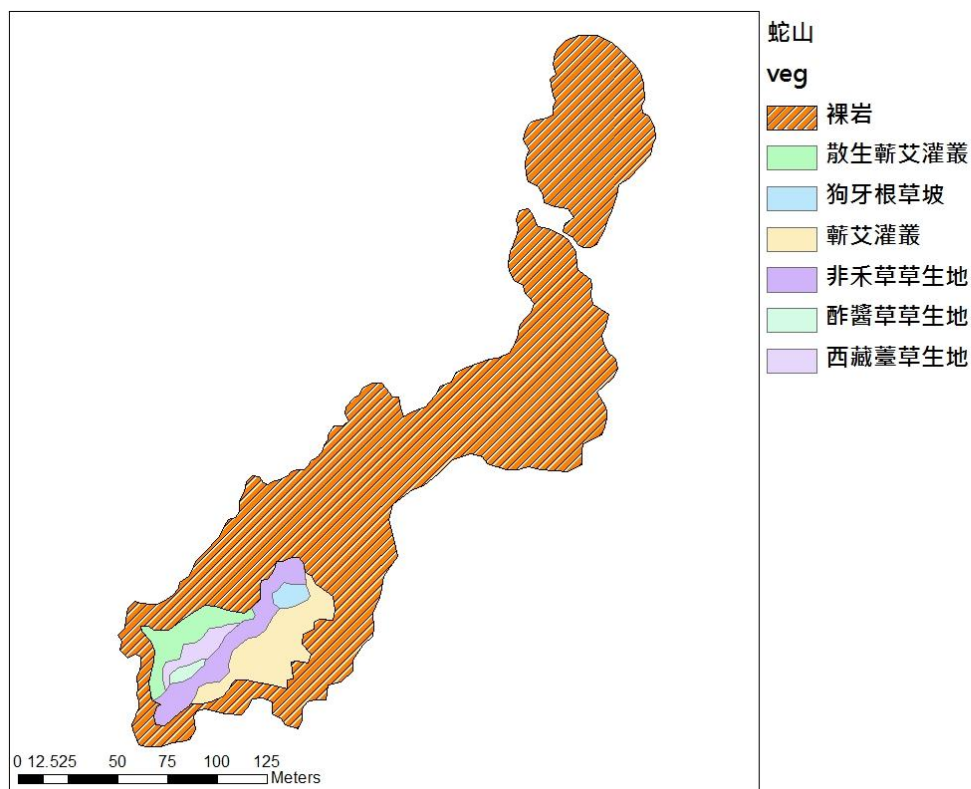 蛇山
veg
裸岩
散生蘄艾灌叢
狗牙根草坡
蘄艾灌叢
非禾草草生地
酢醬草草生地
西藏薹草生地
0 12.525 50 75 100 125
Meters